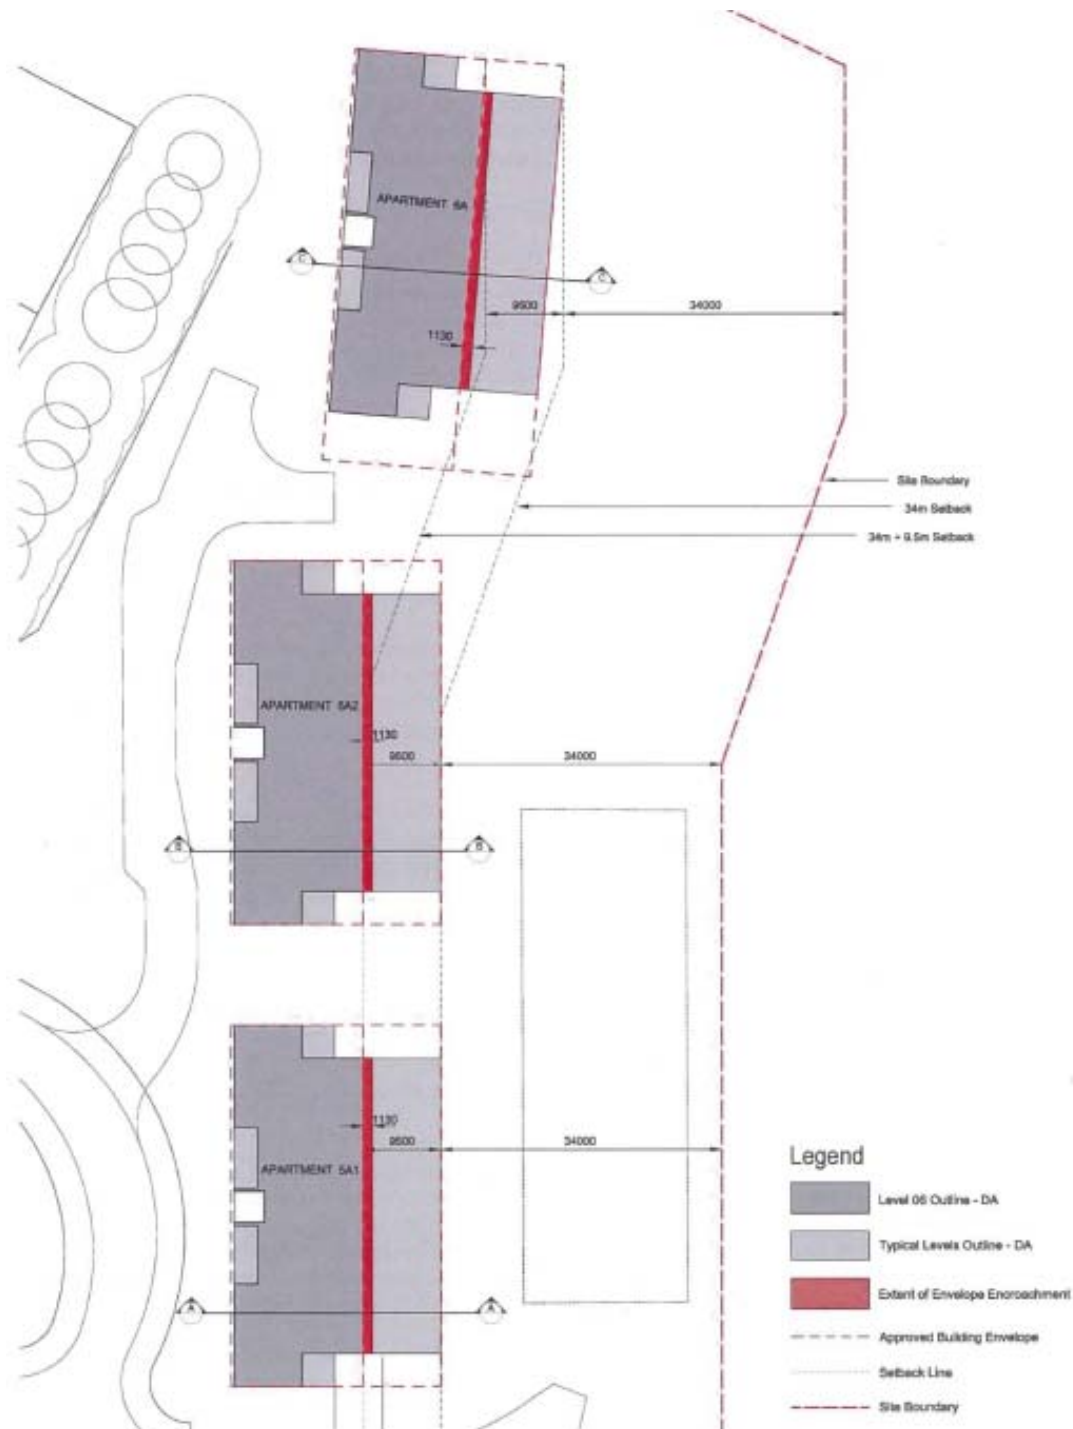 APARTMENT 6A
C
C
9500
34000
1130
Site Boundary
34m Setback
34m + 9.5m Setback
APARTMENT 5A2
1130
9500
34000
B
B
1130
9500
34000
APARTMENT 5A1
A
A
Legend
Level 06 Outline - DA
Typical Levels Outline - DA
Extent of Envelope Encroachment
Approved Building Envelope
Setback Line
Site Boundary